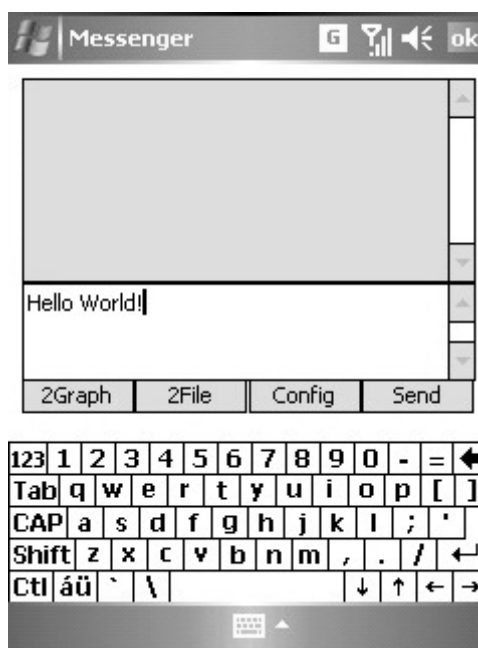 Messenger G ok
Hello World!
2Graph 2File Config Send
123 1 2 3 4 5 6 7 8 9 0 - = ←
Tab q w e r t y u i o p [ ]
CAP a s d f g h j k l ; '
Shift z x c v b n m , . / ↵
Ctl áü ` \ ↓ ↑ ← →